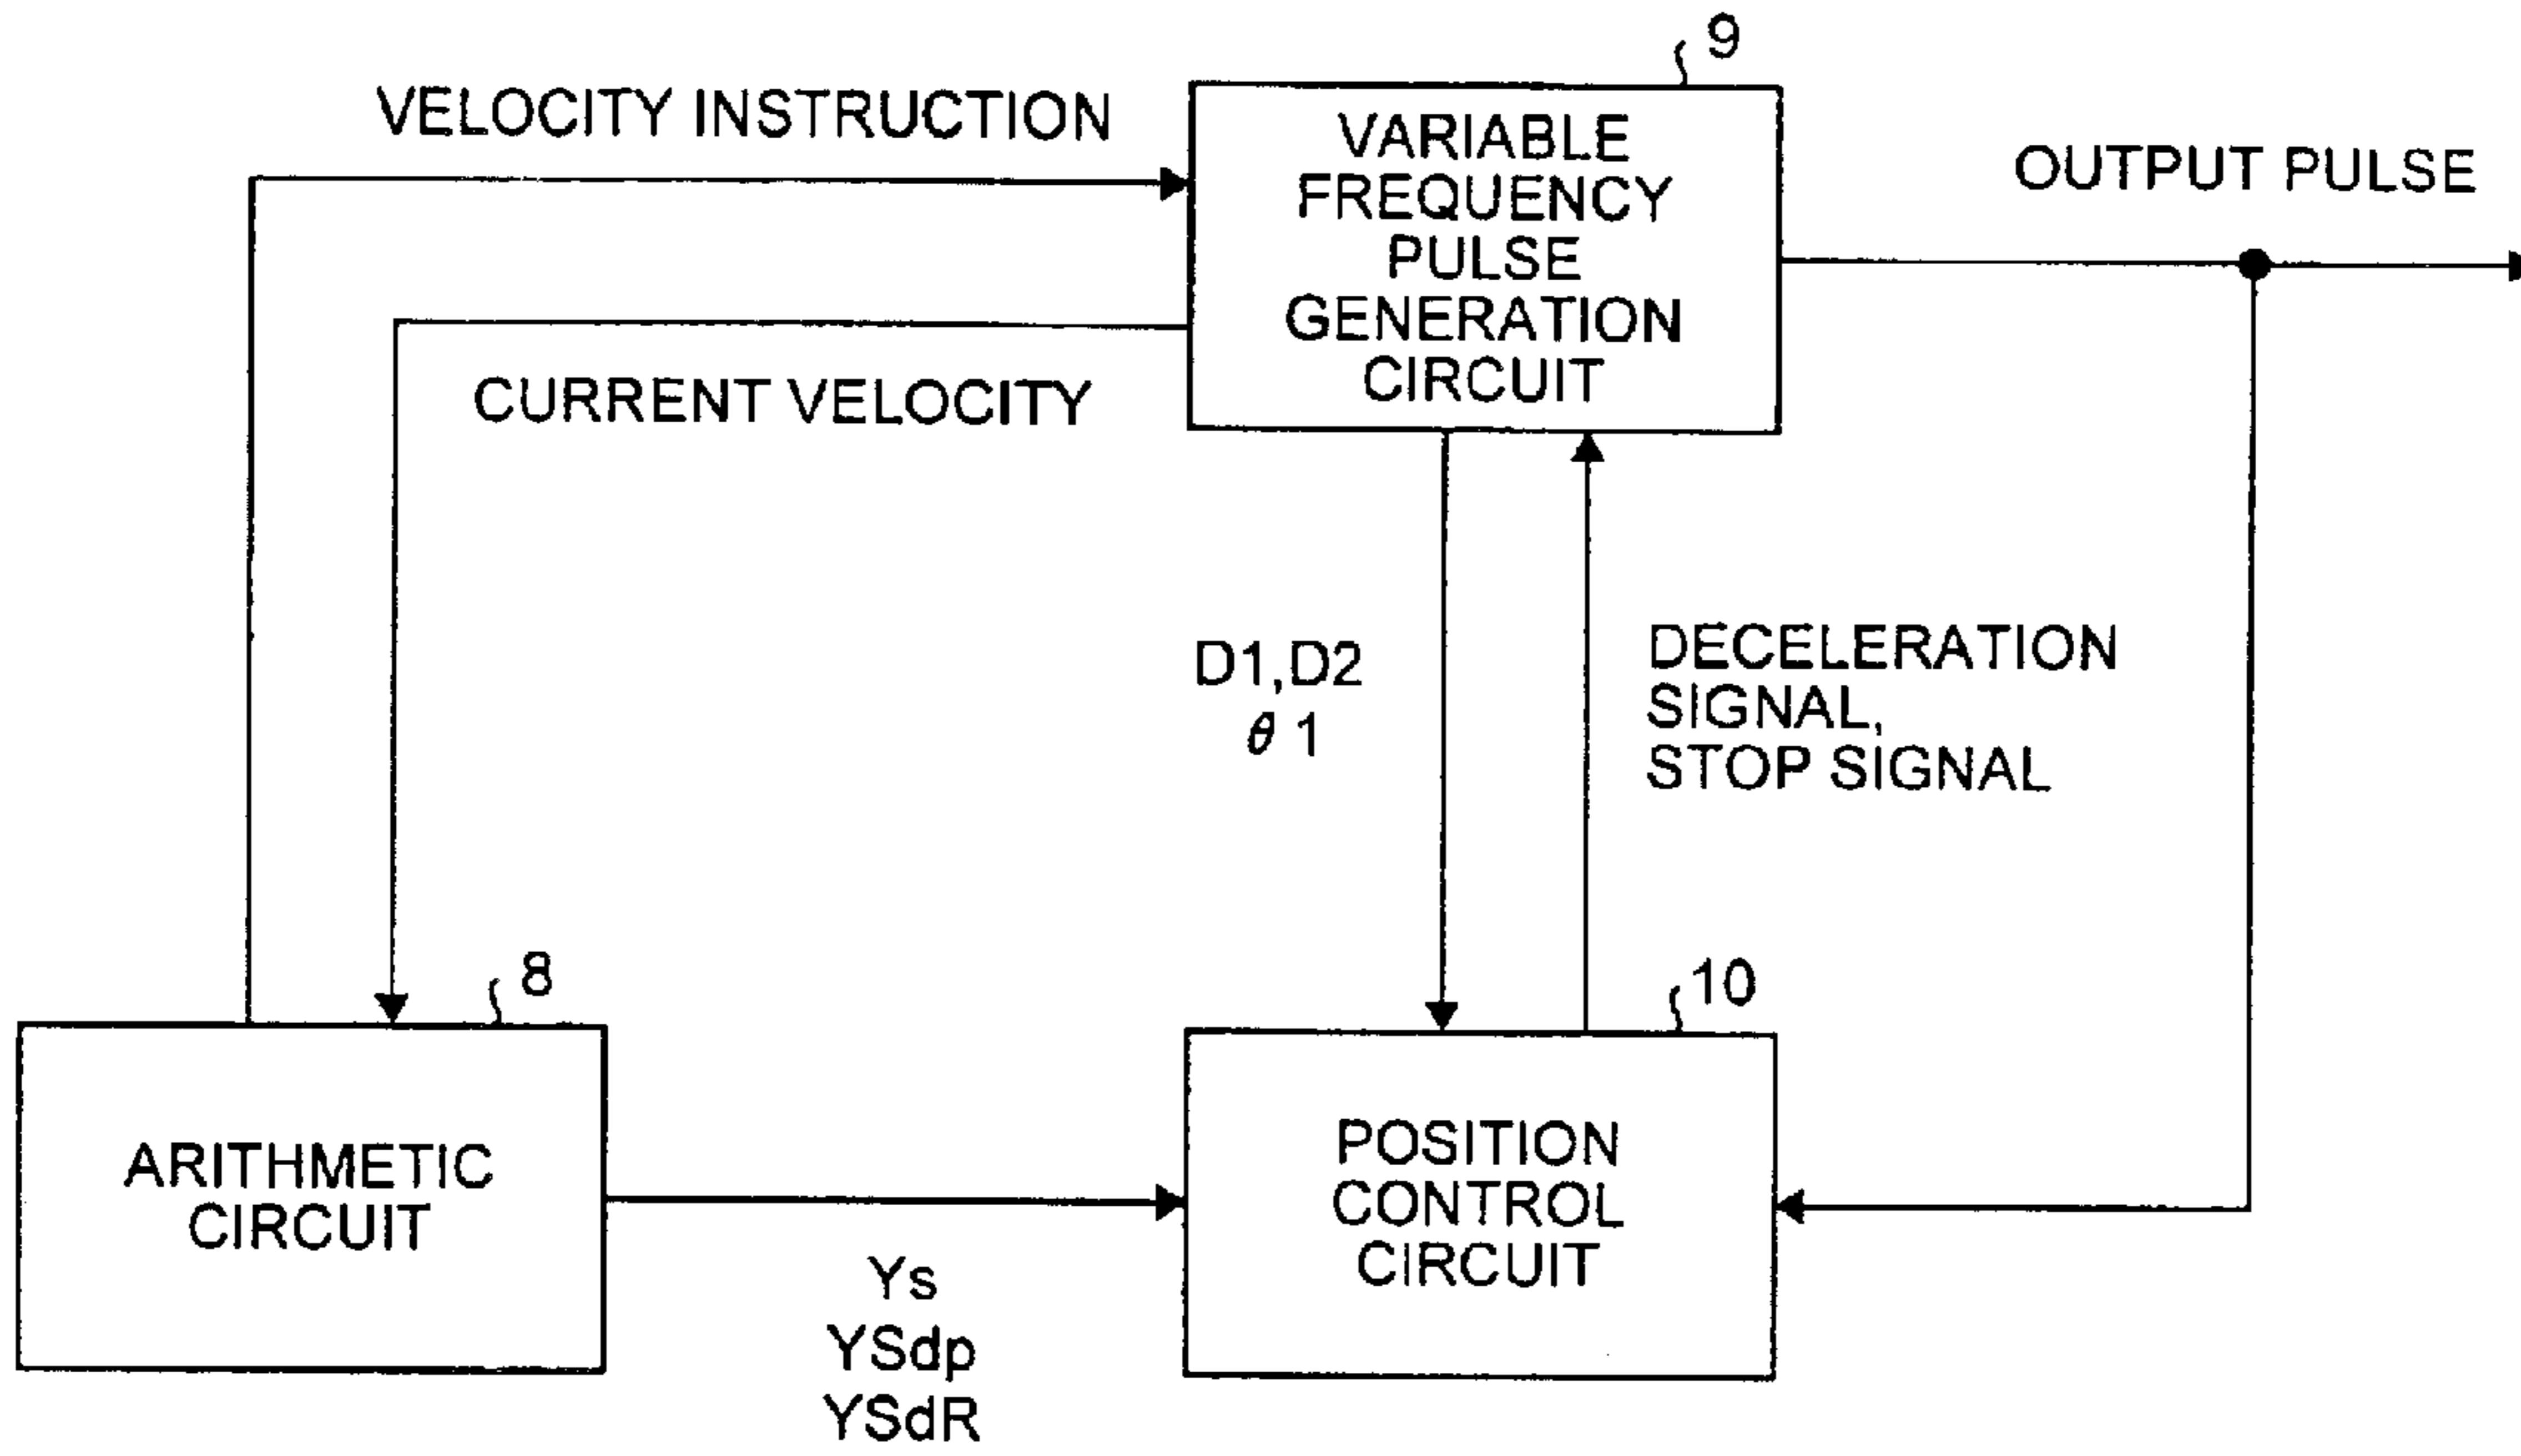 9
VELOCITY INSTRUCTION
VARIABLE
FREQUENCY
PULSE
GENERATION
CIRCUIT
OUTPUT PULSE
CURRENT VELOCITY
D1,D2
θ 1
DECELERATION
SIGNAL,
STOP SIGNAL
8
10
ARITHMETIC
CIRCUIT
POSITION
CONTROL
CIRCUIT
Ys
YSdp
YSdR